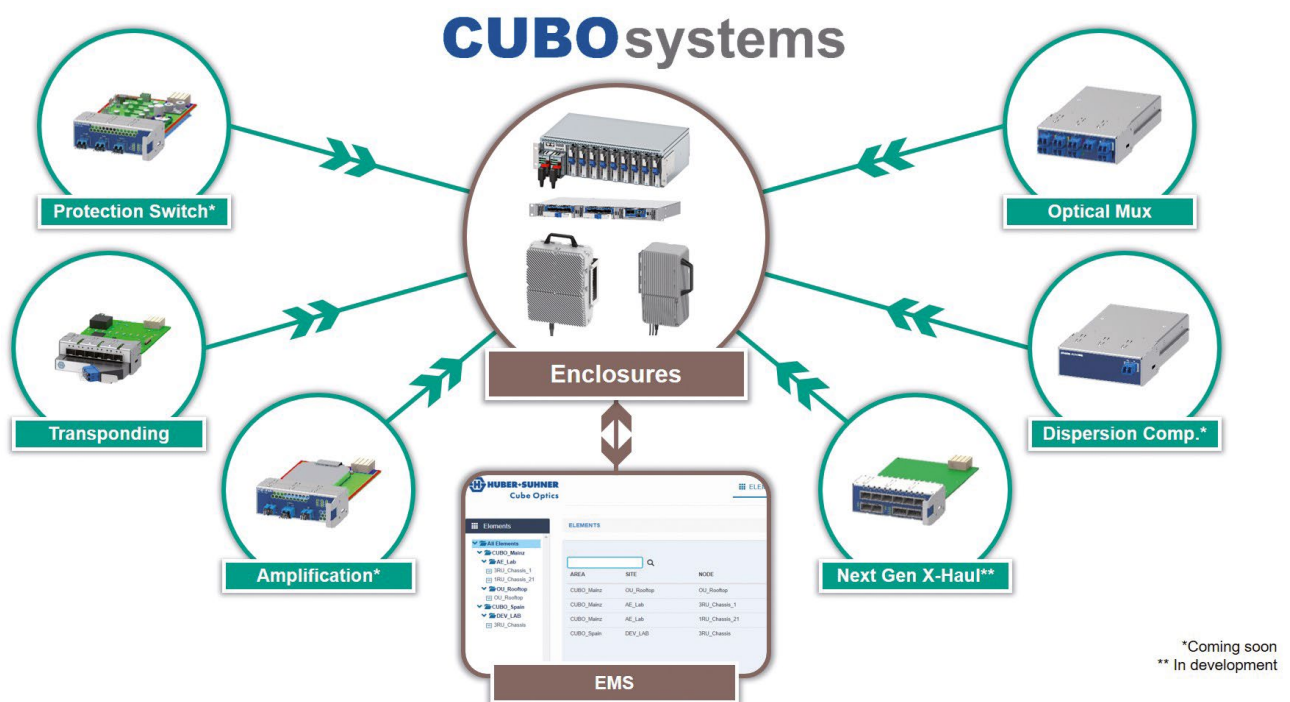 CUBOsystems
Protection Switch*
Optical Mux
Transponding
Enclosures
Dispersion Comp.*
Amplification*
Next Gen X-Haul**
HUBER+SUHNER
Cube Optics
ELEM
Elements
ELEMENTS
All Elements
CUBO_Mainz
AE_Lab
3RU_Chassis_1
1RU_Chassis_21
OU_Rooftop
OU_Rooftop
CUBO_Spain
DEV_LAB
3RU_Chassis
AREA SITE NODE
CUBO_Mainz OU_Rooftop OU_Rooftop
CUBO_Mainz AE_Lab 3RU_Chassis_1
CUBO_Mainz AE_Lab 1RU_Chassis_21
CUBO_Spain DEV_LAB 3RU_Chassis
EMS
*Coming soon
** In development